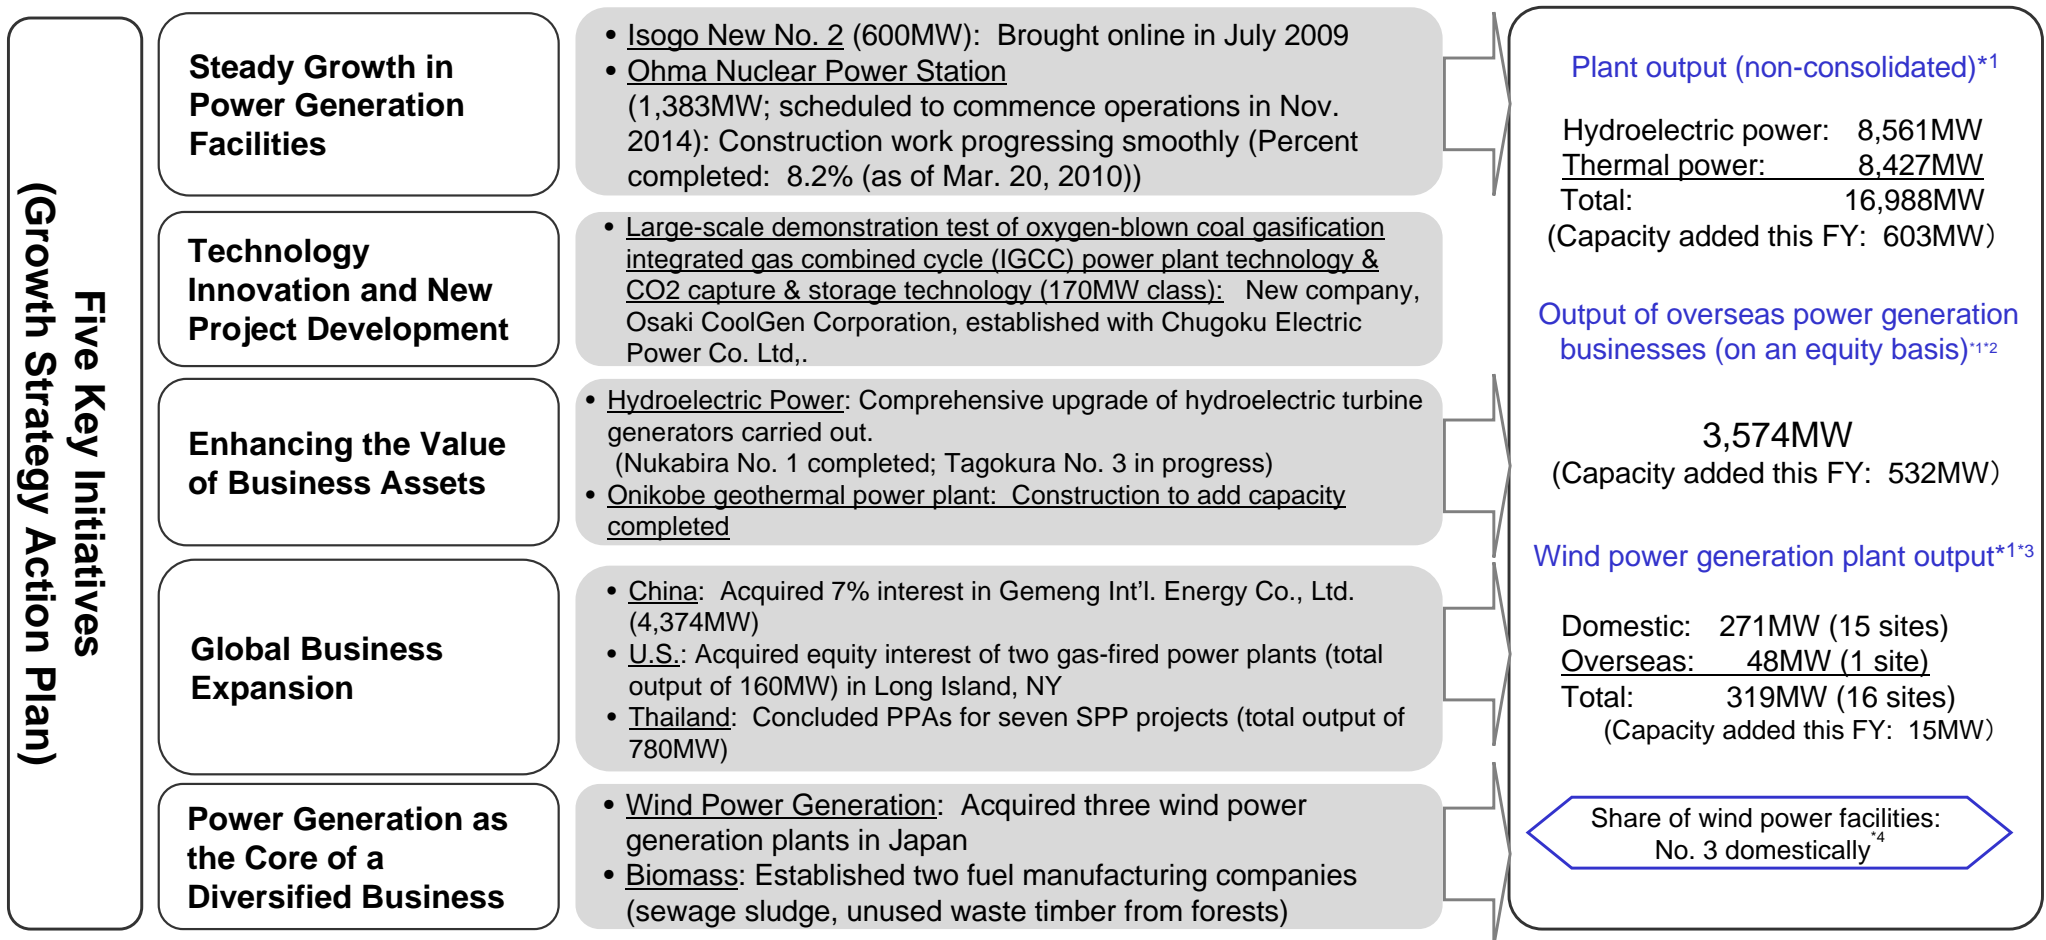 Five Key Initiatives
(Growth Strategy Action Plan)
Steady Growth in
Power Generation
Facilities
• Isogo New No. 2 (600MW):  Brought online in July 2009
• Ohma Nuclear Power Station
(1,383MW; scheduled to commence operations in Nov.
2014): Construction work progressing smoothly (Percent
completed:  8.2% (as of Mar. 20, 2010))
Technology
Innovation and New
Project Development
• Large-scale demonstration test of oxygen-blown coal gasification
integrated gas combined cycle (IGCC) power plant technology &
CO2 capture & storage technology (170MW class):   New company,
Osaki CoolGen Corporation, established with Chugoku Electric
Power Co. Ltd,.
Enhancing the Value
of Business Assets
• Hydroelectric Power: Comprehensive upgrade of hydroelectric turbine
generators carried out.
(Nukabira No. 1 completed; Tagokura No. 3 in progress)
• Onikobe geothermal power plant:  Construction to add capacity
completed
Global Business
Expansion
• China:  Acquired 7% interest in Gemeng Int’l. Energy Co., Ltd.
(4,374MW)
• U.S.: Acquired equity interest of two gas-fired power plants (total
output of 160MW) in Long Island, NY
• Thailand:  Concluded PPAs for seven SPP projects (total output of
780MW)
Power Generation as
the Core of a
Diversified Business
• Wind Power Generation:  Acquired three wind power
generation plants in Japan
• Biomass: Established two fuel manufacturing companies
(sewage sludge, unused waste timber from forests)
Plant output (non-consolidated)*1
Hydroelectric power:   8,561MW
Thermal power:   8,427MW
Total:   16,988MW
(Capacity added this FY:  603MW）
Output of overseas power generation
businesses (on an equity basis)*1*2
3,574MW
(Capacity added this FY:  532MW）
Wind power generation plant output*1*3
Domestic:   271MW (15 sites)
Overseas:   48MW (1 site)
Total:   319MW (16 sites)
(Capacity added this FY:  15MW）
Share of wind power facilities:
No. 3 domestically*4